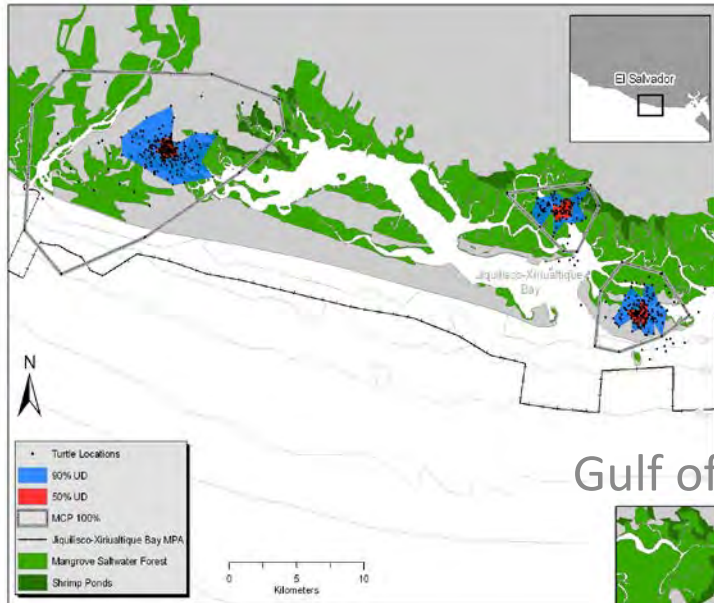 El Salvador
Jiquilisco-Xirualtique
Bay
N
Gulf of
Turtle Locations
90% UD
50% UD
MCP 100%
Jiquilisco-Xiriualtique Bay MPA
Mangrove Saltwater Forest
Shrimp Ponds
0 5 10
Kilometers